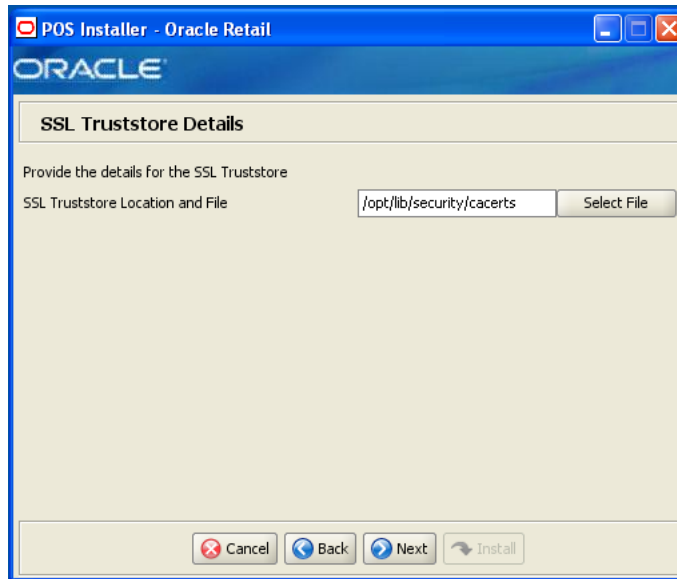 POS Installer - Oracle Retail
ORACLE
SSL Truststore Details
Provide the details for the SSL Truststore
SSL Truststore Location and File /opt/lib/security/cacerts Select File
Cancel Back Next Install